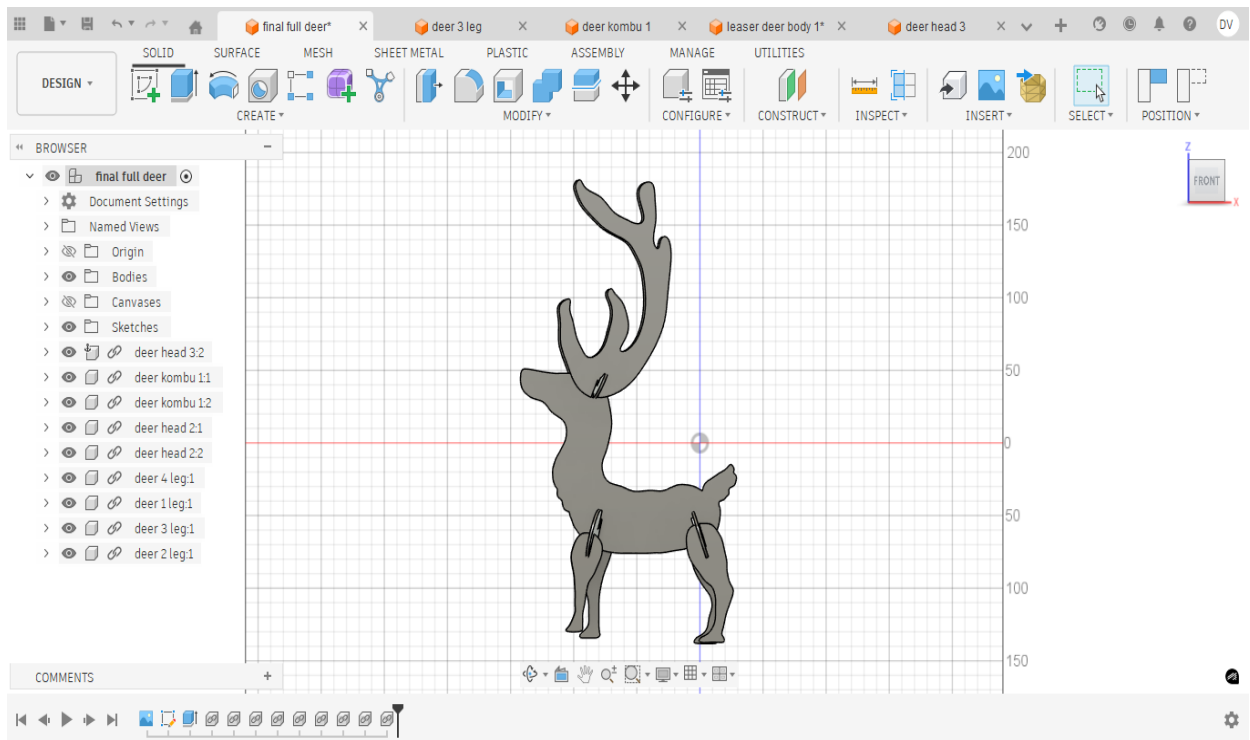 final full deer*
deer 3 leg
deer kombu 1
leaser deer body 1*
deer head 3
DV
SOLID
SURFACE
MESH
SHEET METAL
PLASTIC
ASSEMBLY
MANAGE
UTILITIES
DESIGN
CREATE
MODIFY
CONFIGURE
CONSTRUCT
INSPECT
INSERT
SELECT
POSITION
BROWSER
final full deer
Document Settings
Named Views
Origin
Bodies
Canvases
Sketches
deer head 3:2
deer kombu 1:1
deer kombu 1:2
deer head 2:1
deer head 2:2
deer 4 leg:1
deer 1 leg:1
deer 3 leg:1
deer 2 leg:1
200
150
100
50
0
50
100
150
Z
FRONT
X
COMMENTS